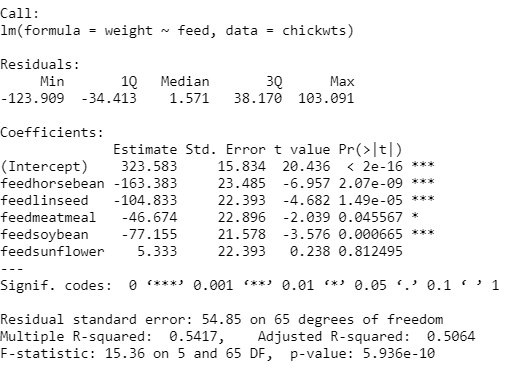 Call:
lm(formula = weight ~ feed, data = chickwts)
Residuals:
     Min       1Q   Median       3Q      Max
-123.909  -34.413    1.571   38.170  103.091
Coefficients:
              Estimate Std. Error t value Pr(>|t|)
(Intercept)    323.583     15.834  20.436  < 2e-16 ***
feedhorsebean -163.383     23.485  -6.957 2.07e-09 ***
feedlinseed   -104.833     22.393  -4.682 1.49e-05 ***
feedmeatmeal   -46.674     22.896  -2.039 0.045567 *
feedsoybean    -77.155     21.578  -3.576 0.000665 ***
feedsunflower    5.333     22.393   0.238 0.812495
---
Signif. codes:  0 ‘***’ 0.001 ‘**’ 0.01 ‘*’ 0.05 ‘.’ 0.1 ‘ ’ 1
Residual standard error: 54.85 on 65 degrees of freedom
Multiple R-squared:  0.5417,    Adjusted R-squared:  0.5064
F-statistic: 15.36 on 5 and 65 DF,  p-value: 5.936e-10